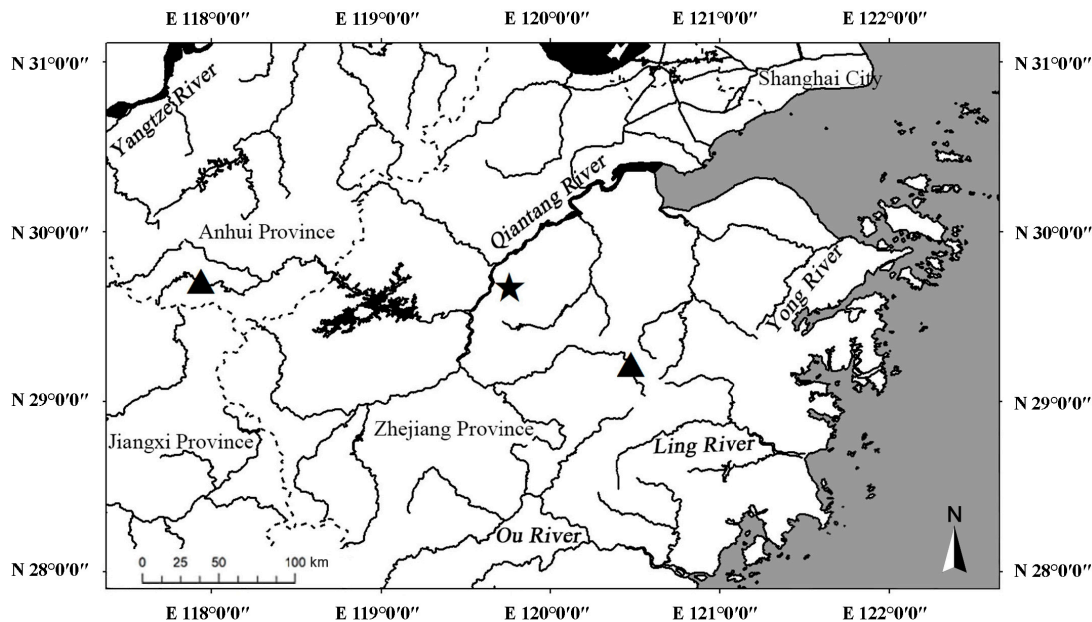 E 118°0′0″ E 119°0′0″ E 120°0′0″ E 121°0′0″ E 122°0′0″
N 31°0′0″ N 31°0′0″
Shanghai City
Yangtze River
Qiantang River
N 30°0′0″ Anhui Province N 30°0′0″
Yong River
N 29°0′0″ N 29°0′0″
Jiangxi Province Zhejiang Province Ling River
N
Ou River
0 25 50 100 km
N 28°0′0″ N 28°0′0″
E 118°0′0″ E 119°0′0″ E 120°0′0″ E 121°0′0″ E 122°0′0″